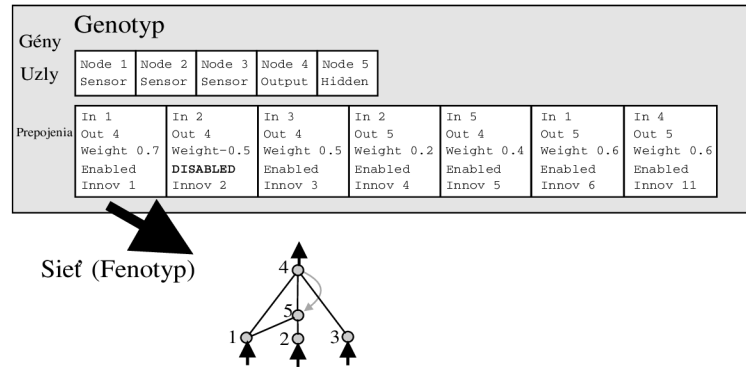 Genotyp
Gény
Uzly
Node 1 Node 2 Node 3 Node 4 Node 5
Sensor Sensor Sensor Output Hidden
Prepojenia
In 1 In 2 In 3 In 2 In 5 In 1 In 4
Out 4 Out 4 Out 4 Out 5 Out 4 Out 5 Out 5
Weight 0.7 Weight-0.5 Weight 0.5 Weight 0.2 Weight 0.4 Weight 0.6 Weight 0.6
Enabled DISABLED Enabled Enabled Enabled Enabled Enabled
Innov 1 Innov 2 Innov 3 Innov 4 Innov 5 Innov 6 Innov 11
Sieť (Fenotyp)
4
5
1 2 3